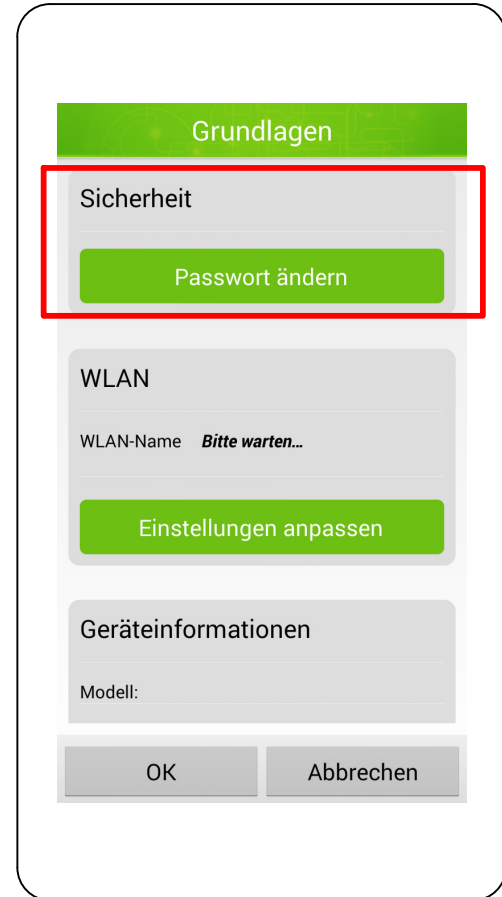 Grundlagen
Sicherheit
Passwort ändern
WLAN
WLAN-Name Bitte warten...
Einstellungen anpassen
Geräteinformationen
Modell:
OK Abbrechen